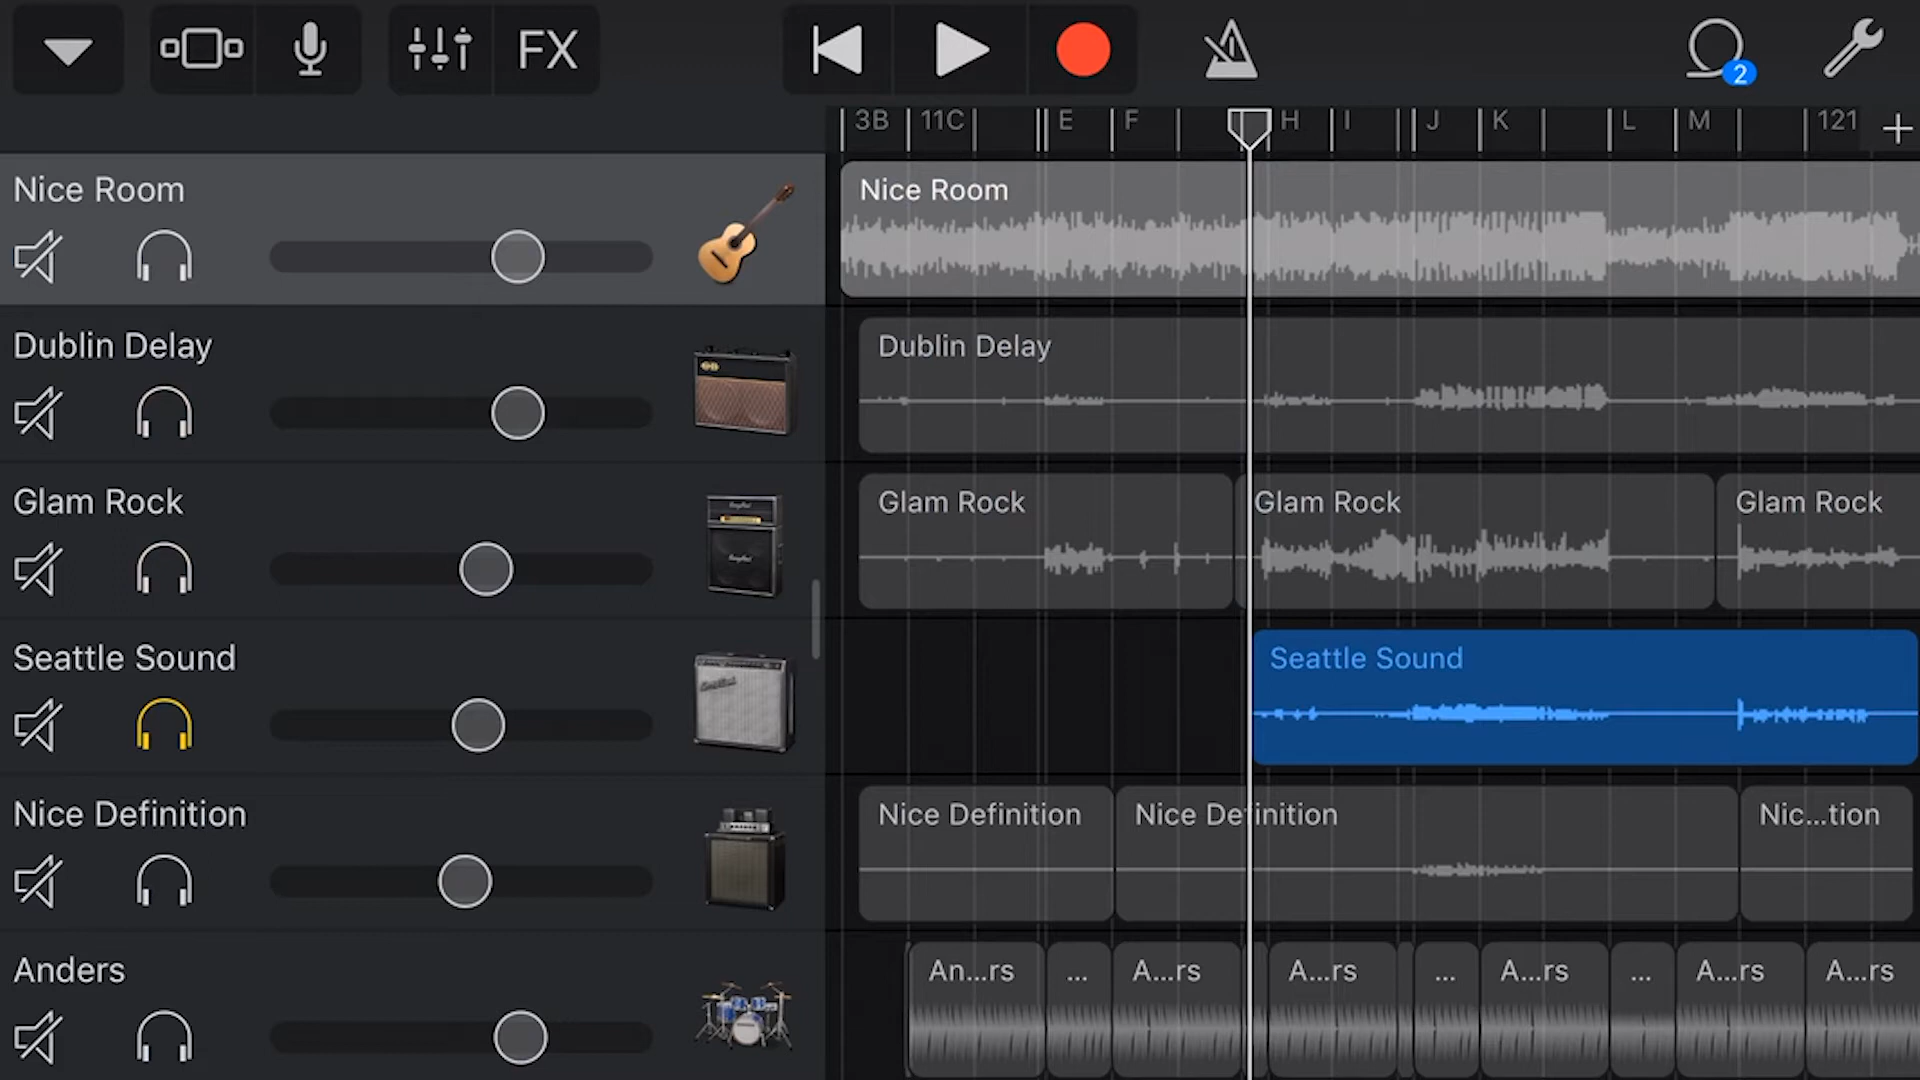 FX
2
3B 11C E F H I J K L M 121
Nice Room
Nice Room
Dublin Delay
Dublin Delay
Glam Rock
Glam Rock
Glam Rock
Glam Rock
Seattle Sound
Seattle Sound
Nice Definition
Nice Definition
Nice Definition
Nic...tion
Anders
An...rs
...
A...rs
A...rs
...
A...rs
...
A...rs
A...rs